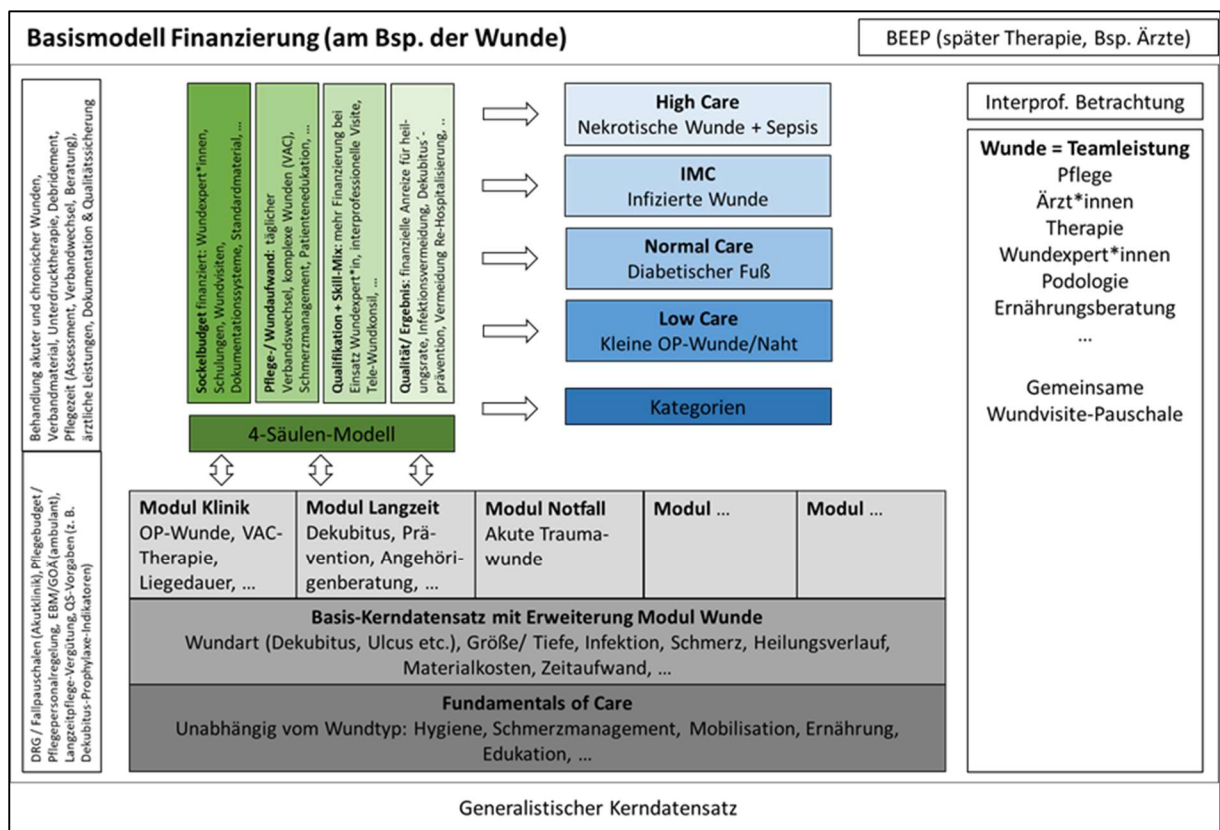 Basismodell Finanzierung (am Bsp. der Wunde)
BEEP (später Therapie, Bsp. Ärzte)
Behandlung akuter und chronischer Wunden,
Verbandmaterial, Unterdrucktherapie, Debridement,
Pflegezeit (Assessment, Verbandwechsel, Beratung),
ärztliche Leistungen, Dokumentation & Qualitätssicherung
DRG / Fallpauschalen (Akutklinik), Pflegebudget /
Pflegepersonalregelung, EBM/GOÄ(ambulant),
Langzeitpflege-Vergütung, QS-Vorgaben (z. B.
Dekubitus-Prophylaxe-Indikatoren)
Sockelbudget finanziert: Wundexpert*innen,
Schulungen, Wundvisiten,
Dokumentationssysteme, Standardmaterial, ...
Pflege-/ Wundaufwand: täglicher
Verbandswechsel, komplexe Wunden (VAC),
Schmerzmanagement, Patientenedukation, ...
Qualifikation + Skill-Mix: mehr Finanzierung bei
Einsatz Wundexpert*in, interprofessionelle Visite,
Tele-Wundkonsil, ...
Qualität/ Ergebnis: finanzielle Anreize für heil-
ungsrate, Infektionsvermeidung, Dekubitus´-
prävention, Vermeidung Re-Hospitalisierung, ..
4-Säulen-Modell
High Care
Nekrotische Wunde + Sepsis
IMC
Infizierte Wunde
Normal Care
Diabetischer Fuß
Low Care
Kleine OP-Wunde/Naht
Kategorien
Interprof. Betrachtung
Wunde = Teamleistung
Pflege
Ärzt*innen
Therapie
Wundexpert*innen
Podologie
Ernährungsberatung
...
Gemeinsame
Wundvisite-Pauschale
Modul Klinik
OP-Wunde, VAC-
Therapie,
Liegedauer, ...
Modul Langzeit
Dekubitus, Prä-
vention, Angehöri-
genberatung, ...
Modul Notfall
Akute Trauma-
wunde
Modul ...
Modul ...
Basis-Kerndatensatz mit Erweiterung Modul Wunde
Wundart (Dekubitus, Ulcus etc.), Größe/ Tiefe, Infektion, Schmerz, Heilungsverlauf,
Materialkosten, Zeitaufwand, ...
Fundamentals of Care
Unabhängig vom Wundtyp: Hygiene, Schmerzmanagement, Mobilisation, Ernährung,
Edukation, ...
Generalistischer Kerndatensatz